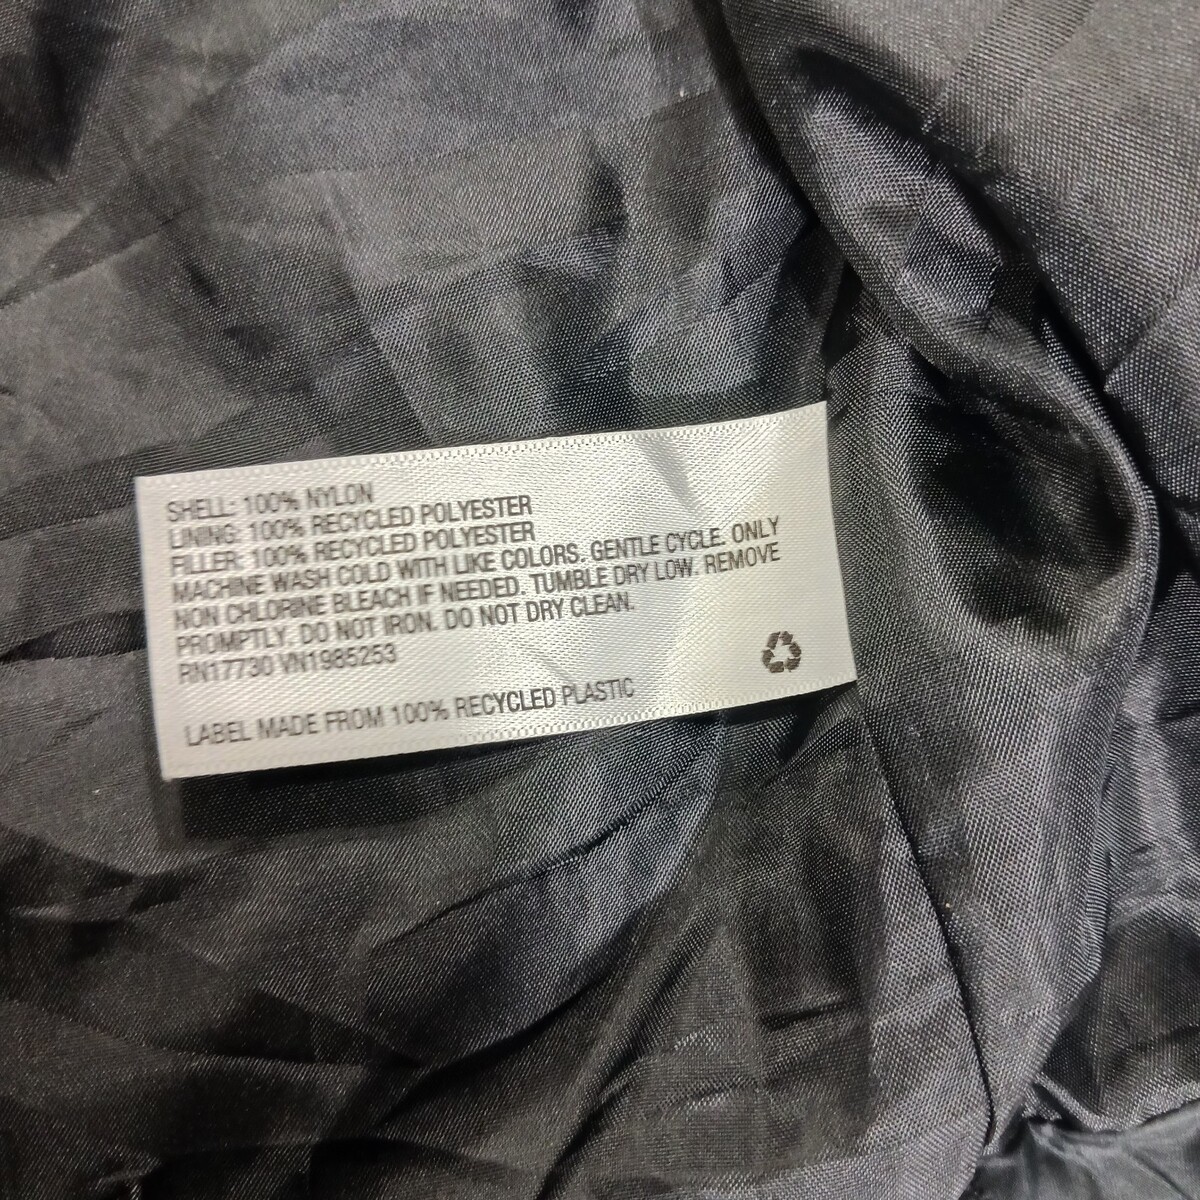 SHELL: 100% NYLON
LINING: 100% RECYCLED POLYESTER
FILLER: 100% RECYCLED POLYESTER
MACHINE WASH COLD WITH LIKE COLORS. GENTLE CYCLE. ONLY
NON CHLORINE BLEACH IF NEEDED. TUMBLE DRY LOW. REMOVE
PROMPTLY. DO NOT IRON. DO NOT DRY CLEAN.
RN17730 VN1985253
LABEL MADE FROM 100% RECYCLED PLASTIC